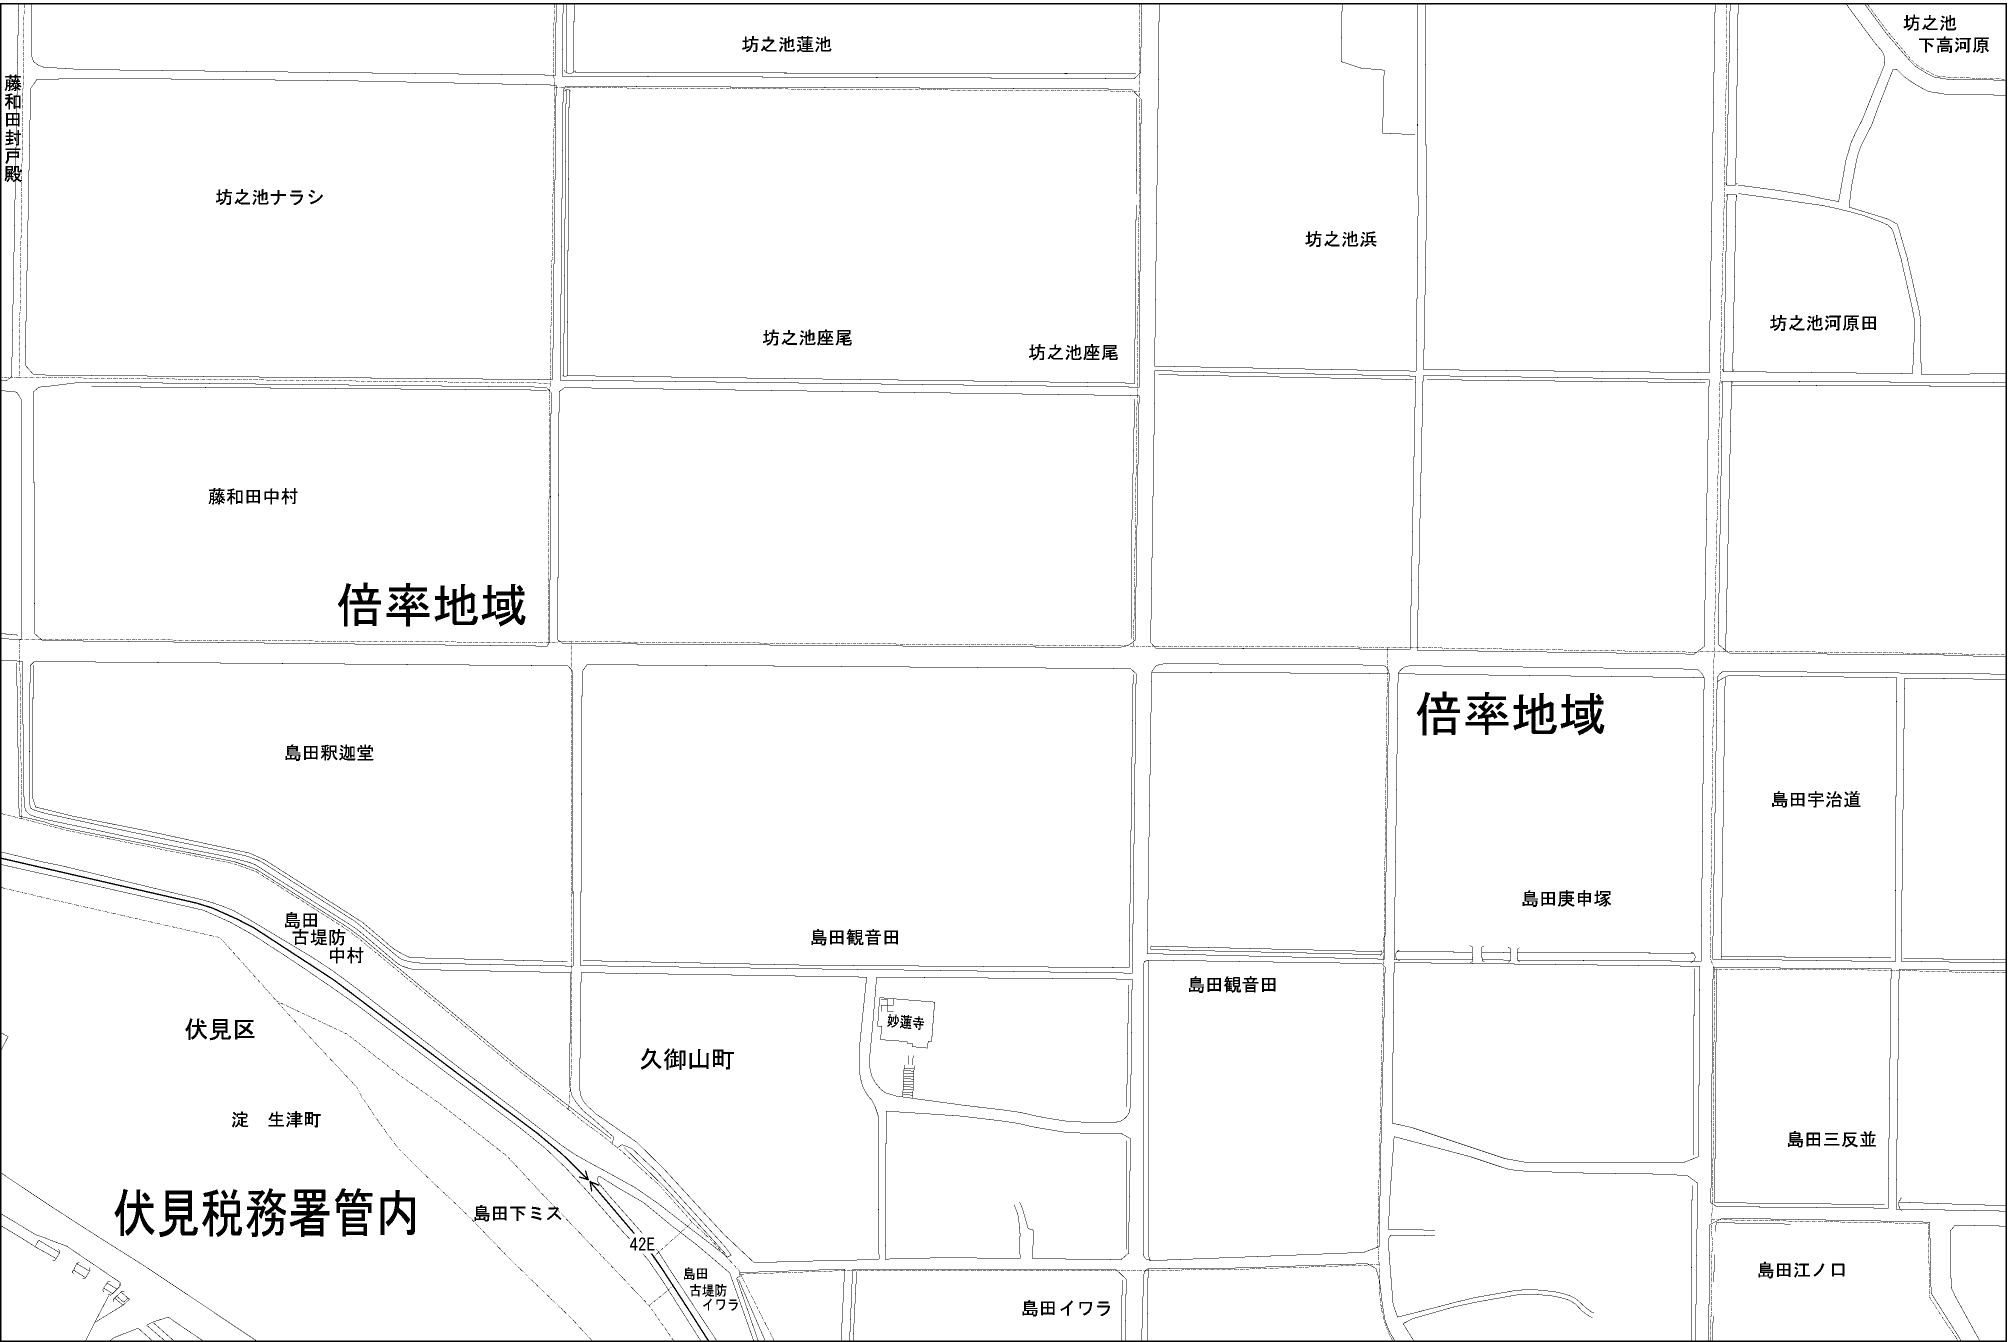 坊之池
下高河原
坊之池蓮池
藤和田封戸殿
坊之池ナラシ
坊之池浜
坊之池河原田
坊之池座尾
坊之池座尾
藤和田中村
倍率地域
倍率地域
島田釈迦堂
島田宇治道
島田庚申塚
島田
古堤防
中村
島田観音田
島田観音田
妙蓮寺
伏見区
久御山町
淀　生津町
島田三反並
伏見税務署管内
島田下ミス
42E
島田
古堤防
イワラ
島田江ノ口
島田イワラ